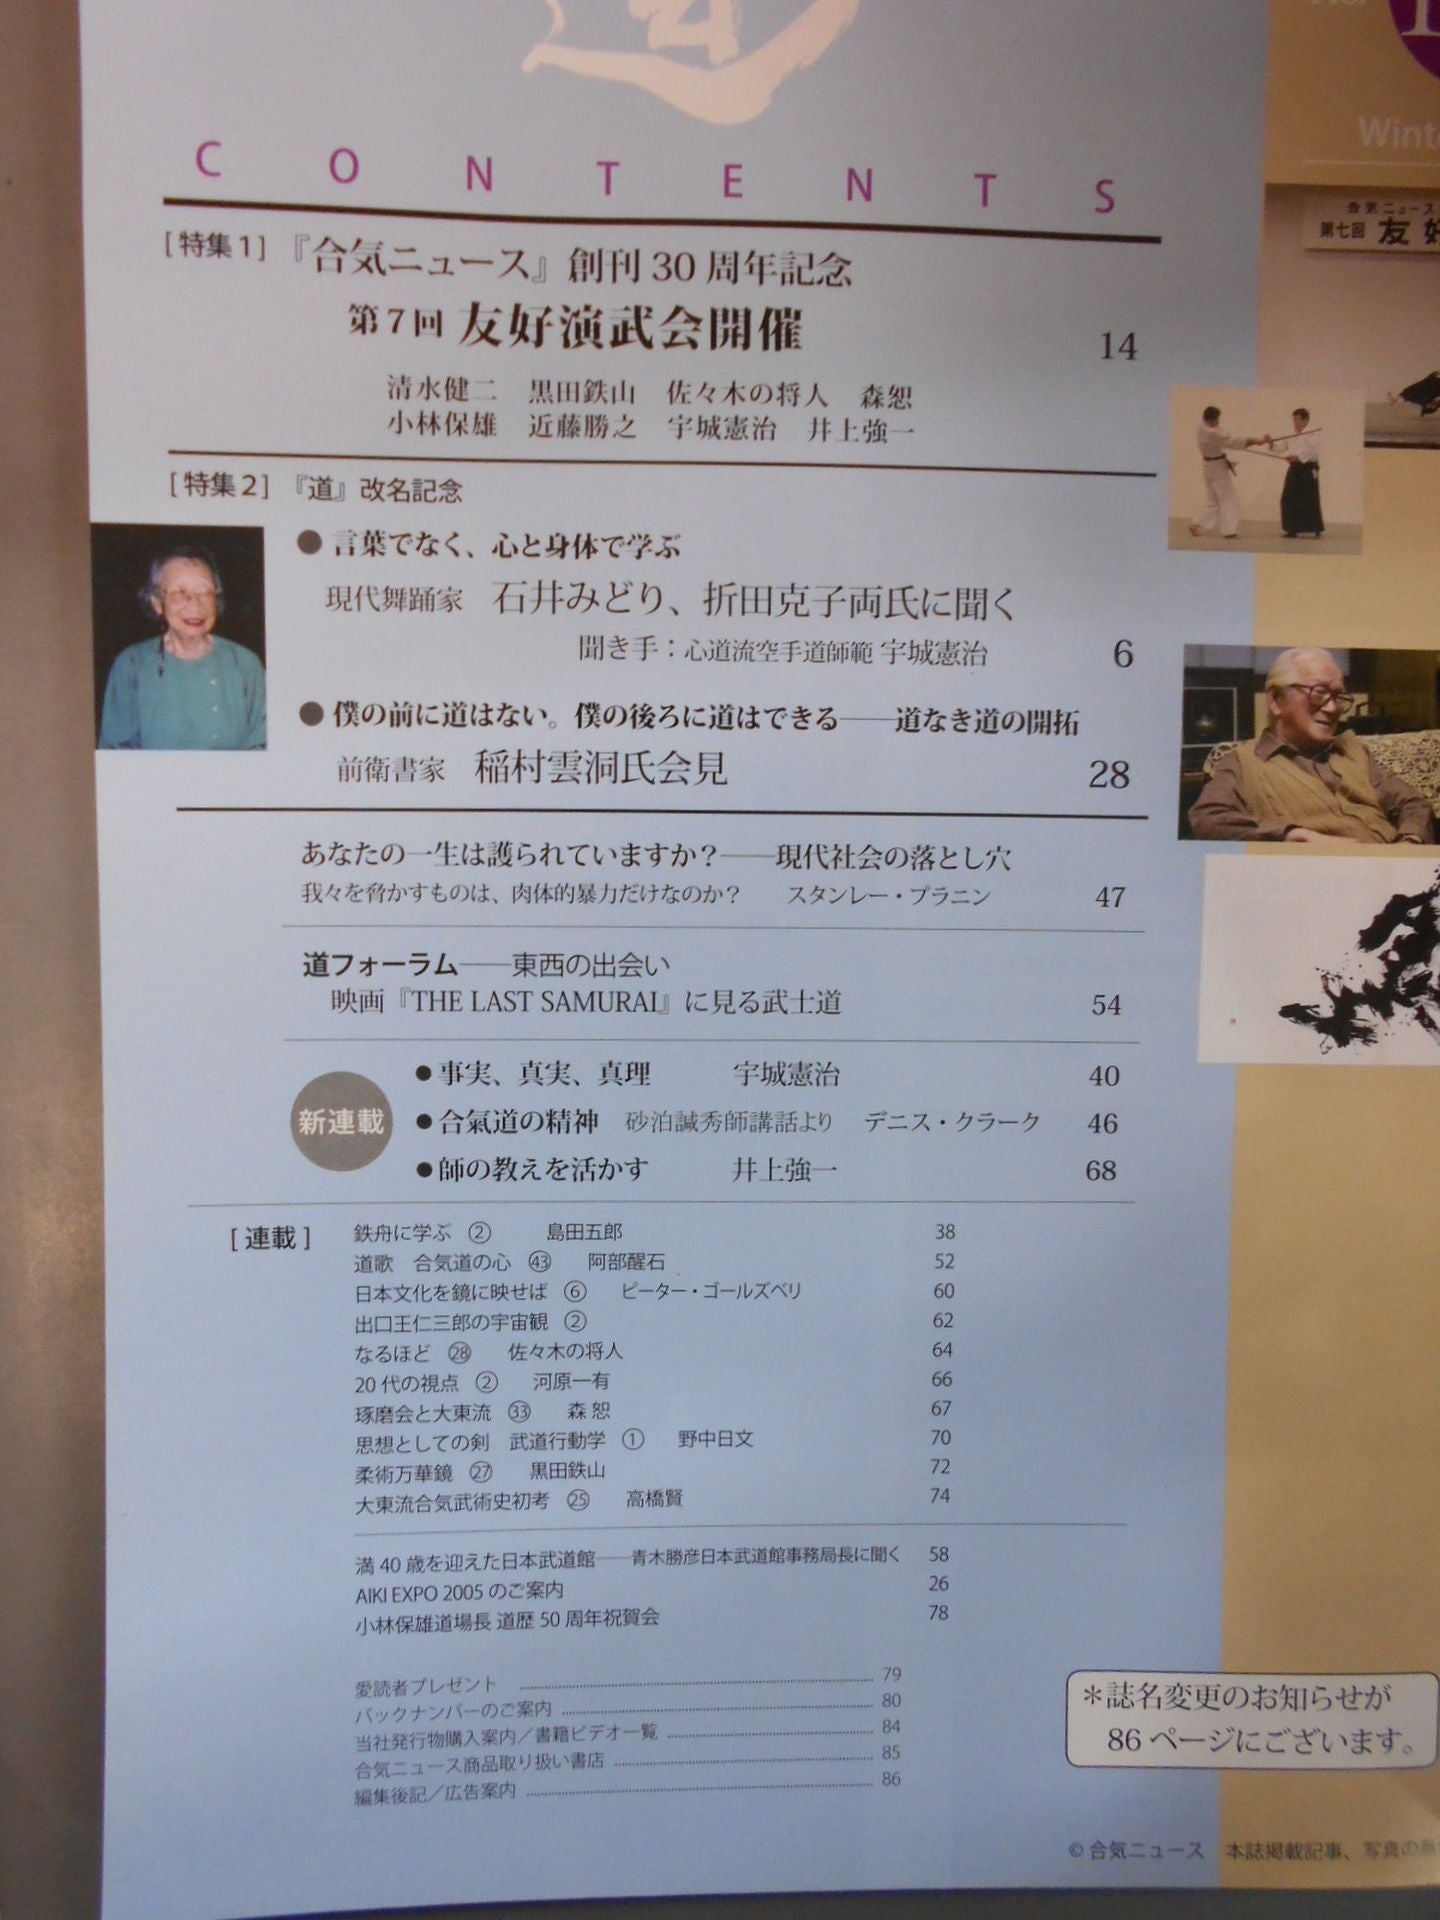 道
CONTENTS
[特集1] 『合気ニュース』創刊30周年記念
第7回 友好演武会開催 14
清水健二 黒田鉄山 佐々木の将人 森恕
小林保雄 近藤勝之 宇城憲治 井上強一
[特集2] 『道』改名記念
●言葉でなく、心と身体で学ぶ
現代舞踊家 石井みどり、折田克子両氏に聞く
聞き手：心道流空手道師範 宇城憲治 6
●僕の前に道はない。僕の後ろに道はできる──道なき道の開拓
前衛書家 稲村雲洞氏会見 28
あなたの一生は護られていますか？──現代社会の落とし穴
我々を脅かすものは、肉体的暴力だけなのか？ スタンレー・プラニン 47
道フォーラム──東西の出会い
映画『THE LAST SAMURAI』に見る武士道 54
新連載
●事実、真実、真理 宇城憲治 40
●合氣道の精神 砂泊諴秀師講話より デニス・クラーク 46
●師の教えを活かす 井上強一 68
[連載] 鉄舟に学ぶ ② 島田五郎 38
道歌 合気道の心 ㊸ 阿部醒石 52
日本文化を鏡に映せば ⑥ ピーター・ゴールズベリ 60
出口王仁三郎の宇宙観 ② 62
なるほど ㉘ 佐々木の将人 64
20代の視点 ② 河原一有 66
琢磨会と大東流 ㉝ 森 恕 67
思想としての剣 武道行動学 ① 野中日文 70
柔術万華鏡 ㉗ 黒田鉄山 72
大東流合気武術史初考 ㉕ 高橋賢 74
満40歳を迎えた日本武道館──青木勝彦日本武道館事務局長に聞く 58
AIKI EXPO 2005のご案内 26
小林保雄道場長 道歴50周年祝賀会 78
愛読者プレゼント 79
バックナンバーのご案内 80
当社発行物購入案内／書籍ビデオ一覧 84
合気ニュース商品取り扱い書店 85
編集後記／広告案内 86
合気ニュース
第七回 友好
＊誌名変更のお知らせが
86ページにございます。
© 合気ニュース 本誌掲載記事、写真の